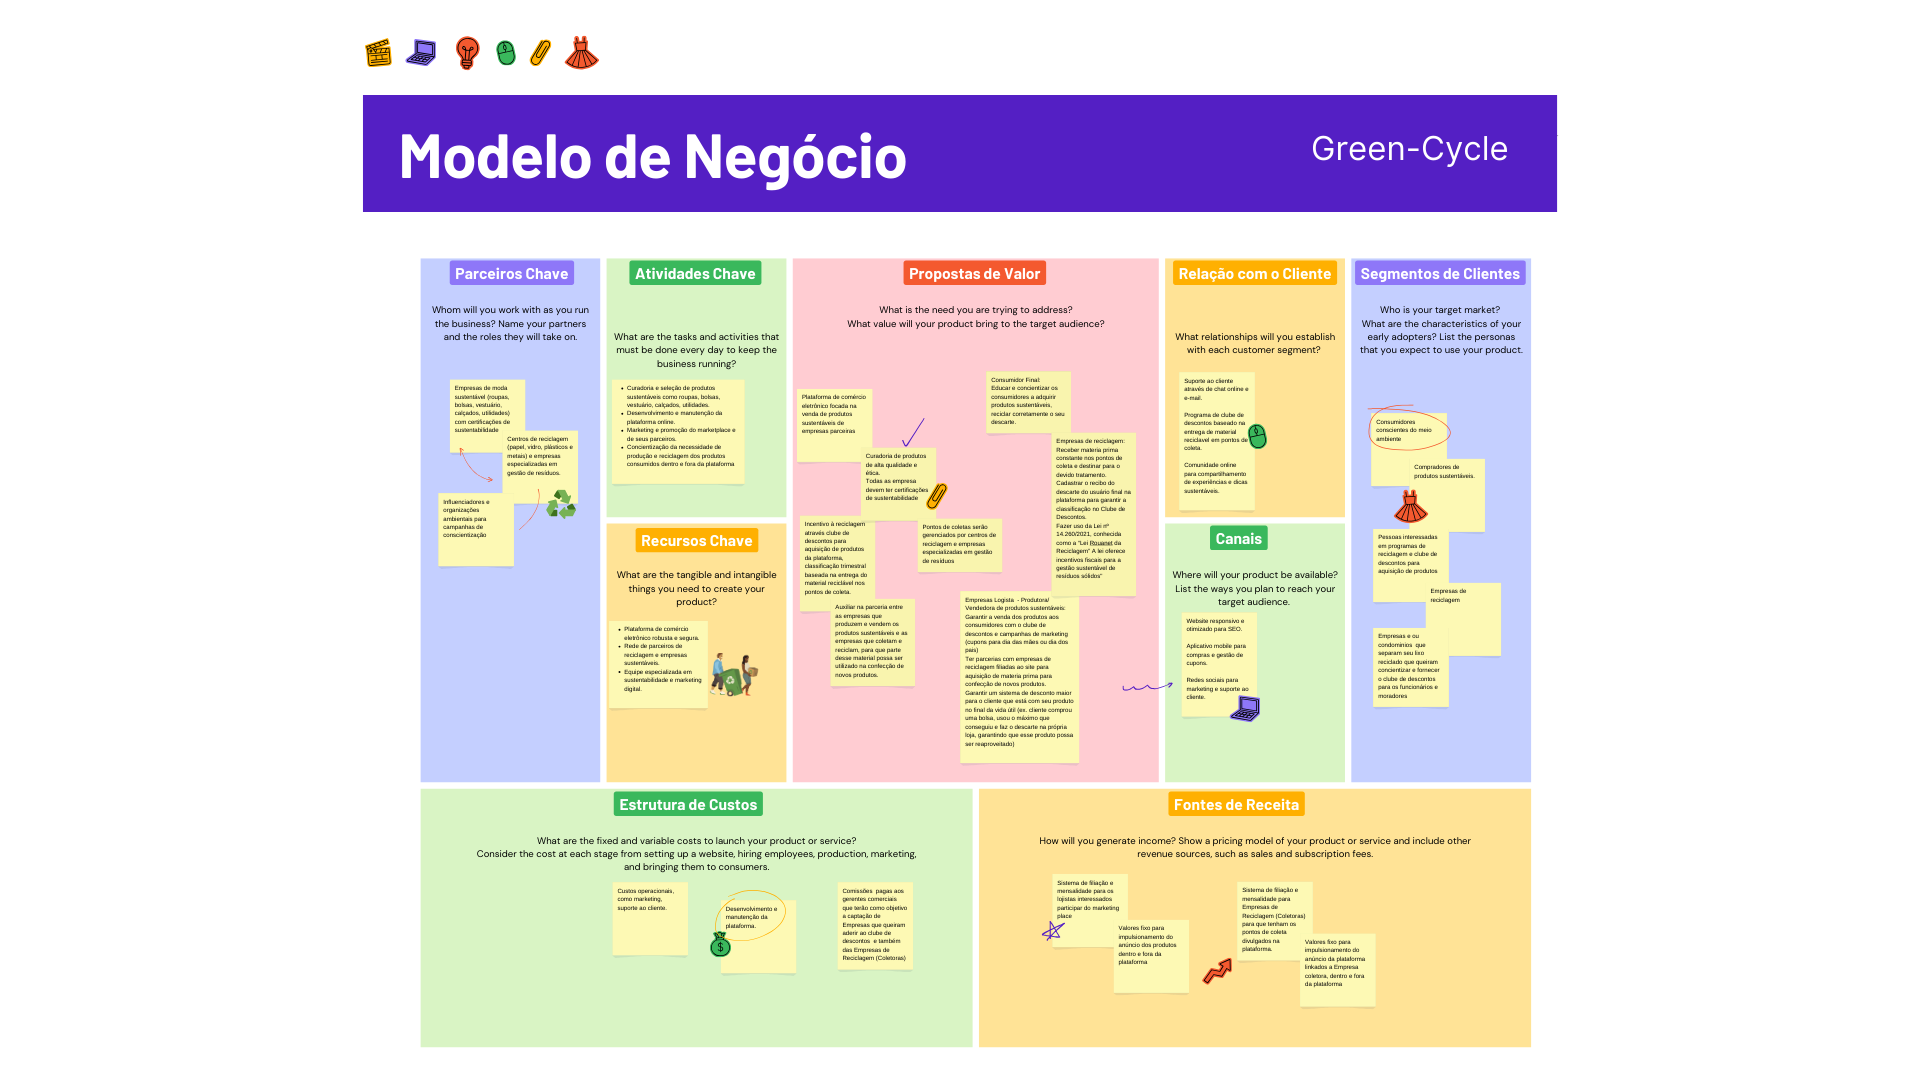 Modelo de Negócio
Green-Cycle
Parceiros Chave
Whom will you work with as you run
the business? Name your partners
and the roles they will take on.
Empresas de moda
sustentável (roupas,
bolsas, vestuário,
calçados, utilidades)
com certificações de
sustentabilidade
Centros de reciclagem
(papel, vidro, plásticos e
metais) e empresas
especializadas em
gestão de resíduos.
Influenciadores e
organizações
ambientais para
campanhas de
conscientização
Atividades Chave
What are the tasks and activities that
must be done every day to keep the
business running?
Curadoria e seleção de produtos
sustentáveis como roupas, bolsas,
vestuário, calçados, utilidades.
Desenvolvimento e manutenção da
plataforma online.
Marketing e promoção do marketplace e
de seus parceiros.
Concientização da necessidade de
produção e reciclagem dos produtos
consumidos dentro e fora da plataforma
Recursos Chave
What are the tangible and intangible
things you need to create your
product?
Plataforma de comércio
eletrônico robusta e segura.
Rede de parceiros de
reciclagem e empresas
sustentáveis.
Equipe especializada em
sustentabilidade e marketing
digital.
Propostas de Valor
What is the need you are trying to address?
What value will your product bring to the target audience?
Plataforma de comércio
eletrônico focada na
venda de produtos
sustentáveis de
empresas parceiras
Curadoria de produtos
de alta qualidade e
ética.
Todas as empresa
devem ter certificações
de sustentabilidade
Incentivo à reciclagem
através clube de
descontos para
aquisição de produtos
da plataforma,
classificação trimestral
baseada na entrega do
material reciclável nos
pontos de coleta.
Pontos de coletas serão
gerenciados por centros de
reciclagem e empresas
especializadas em gestão
de resíduos
Auxiliar na parceria entre
as empresas que
produzem e vendem os
produtos sustentáveis e as
empresas que coletam e
reciclam, para que parte
desse material possa ser
utilizado na confecção de
novos produtos.
Consumidor Final:
Educar e concientizar os
consumidores a adquirir
produtos sustentáveis,
reciclar corretamente o seu
descarte.
Empresas de reciclagem:
Receber materia prima
constante nos pontos de
coleta e destinar para o
devido tratamento.
Cadastrar o recibo do
descarte do usuário final na
plataforma para garantir a
classificação no Clube de
Descontos.
Fazer uso da Lei nº
14.260/2021, conhecida
como a "Lei Rouanet da
Reciclagem" A lei oferece
incentivos fiscais para a
gestão sustentável de
resíduos sólidos"
Empresas Logista - Produtora/
Vendedora de produtos sustentáveis:
Garantir a venda dos produtos aos
consumidores com o clube de
descontos e campanhas de marketing
(cupons para dia das mães ou dia dos
pais)
Ter parcerias com empresas de
reciclagem filiadas ao site para
aquisição de materia prima para
confecção de novos produtos.
Garantir um sistema de desconto maior
para o cliente que está com seu produto
no final da vida útil (ex. cliente comprou
uma bolsa, usou o máximo que
conseguiu e faz o descarte na própria
loja, garantindo que esse produto possa
ser reaproveitado)
Relação com o Cliente
What relationships will you establish
with each customer segment?
Suporte ao cliente
através de chat online e
e-mail.
Programa de clube de
descontos baseado na
entrega de material
reciclavel em pontos de
coleta.
Comunidade online
para compartilhamento
de experiências e dicas
sustentáveis.
Canais
Where will your product be available?
List the ways you plan to reach your
target audience.
Website responsivo e
otimizado para SEO.
Aplicativo mobile para
compras e gestão de
cupons.
Redes sociais para
marketing e suporte ao
cliente.
Segmentos de Clientes
Who is your target market?
What are the characteristics of your
early adopters? List the personas
that you expect to use your product.
Consumidores
conscientes do meio
ambiente
Compradores de
produtos sustentáveis.
Pessoas interessadas
em programas de
reciclagem e clube de
descontos para
aquisição de produtos
Empresas de
reciclagem
Empresas e ou
condomínios que
separam seu lixo
reciclado que queiram
concientizar e fornecer
o clube de descontos
para os funcionários e
moradores
Estrutura de Custos
What are the fixed and variable costs to launch your product or service?
Consider the cost at each stage from setting up a website, hiring employees, production, marketing,
and bringing them to consumers.
Custos operacionais,
como marketing,
suporte ao cliente.
Desenvolvimento e
manutenção da
plataforma.
Comissões pagas aos
gerentes comerciais
que terão como objetivo
a captação de
Empresas que queiram
aderir ao clube de
descontos e também
das Empresas de
Reciclagem (Coletoras)
Fontes de Receita
How will you generate income? Show a pricing model of your product or service and include other
revenue sources, such as sales and subscription fees.
Sistema de filiação e
mensalidade para os
lojistas interessados
participar do marketing
place
Valores fixo para
impulsionamento do
anúncio dos produtos
dentro e fora da
plataforma
Sistema de filiação e
mensalidade para
Empresas de
Reciclagem (Coletoras)
para que tenham os
pontos de coleta
divulgados na
plataforma.
Valores fixo para
impulsionamento do
anúncio da plataforma
linkados a Empresa
coletora, dentro e fora
da plataforma